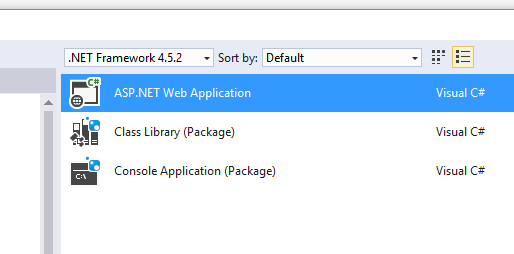 .NET Framework 4.5.2 Sort by: Default
C# ASP.NET Web Application Visual C#
Class Library (Package) Visual C#
C:\ Console Application (Package) Visual C#